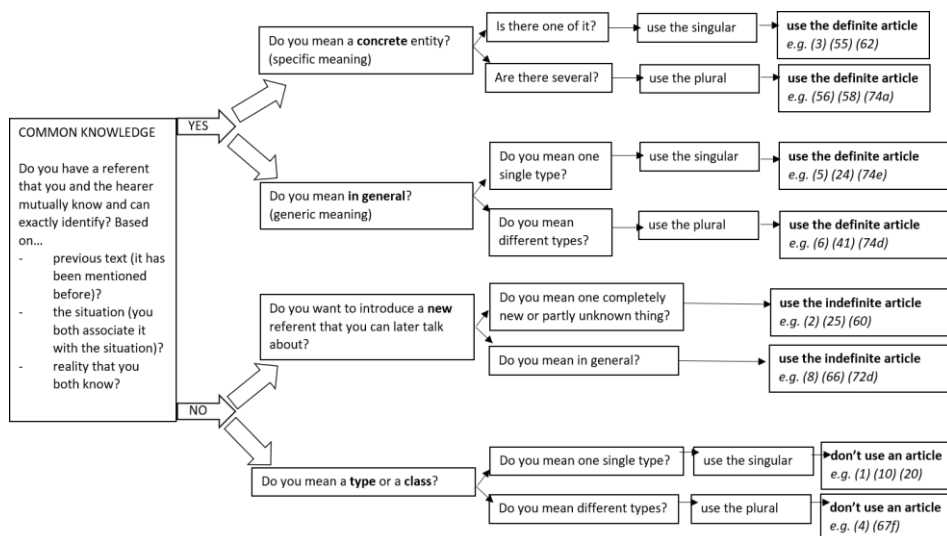 COMMON KNOWLEDGE
Do you have a referent
that you and the hearer
mutually know and can
exactly identify? Based
on...
- previous text (it has
been mentioned
before)?
- the situation (you
both associate it
with the situation)?
- reality that you
both know?
YES
Do you mean a concrete entity?
(specific meaning)
Is there one of it?
use the singular
use the definite article
e.g. (3) (55) (62)
Are there several?
use the plural
use the definite article
e.g. (56) (58) (74a)
Do you mean in general?
(generic meaning)
Do you mean one
single type?
use the singular
use the definite article
e.g. (5) (24) (74e)
Do you mean
different types?
use the plural
use the definite article
e.g. (6) (41) (74d)
NO
Do you want to introduce a new
referent that you can later talk
about?
Do you mean one completely
new or partly unknown thing?
use the indefinite article
e.g. (2) (25) (60)
Do you mean in general?
use the indefinite article
e.g. (8) (66) (72d)
Do you mean a type or a class?
Do you mean one single type?
use the singular
don't use an article
e.g. (1) (10) (20)
Do you mean different types?
use the plural
don't use an article
e.g. (4) (67f)